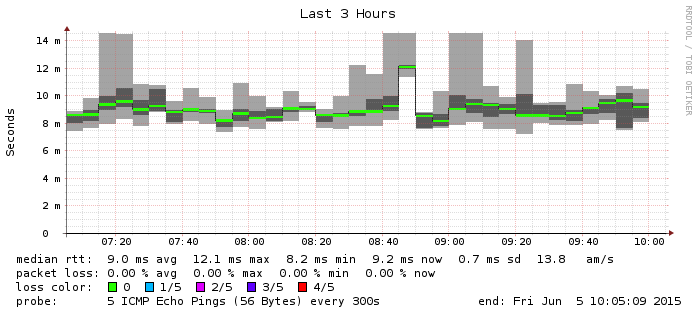 Last 3 Hours
RRDTOOL / TOBI OETIKER
Seconds
14 m
12 m
10 m
8 m
6 m
4 m
2 m
0
07:20 07:40 08:00 08:20 08:40 09:00 09:20 09:40 10:00
median rtt: 9.0 ms avg 12.1 ms max 8.2 ms min 9.2 ms now 0.7 ms sd 13.8 am/s
packet loss: 0.00 % avg 0.00 % max 0.00 % min 0.00 % now
loss color: 0 1/5 2/5 3/5 4/5
probe: 5 ICMP Echo Pings (56 Bytes) every 300s end: Fri Jun 5 10:05:09 2015